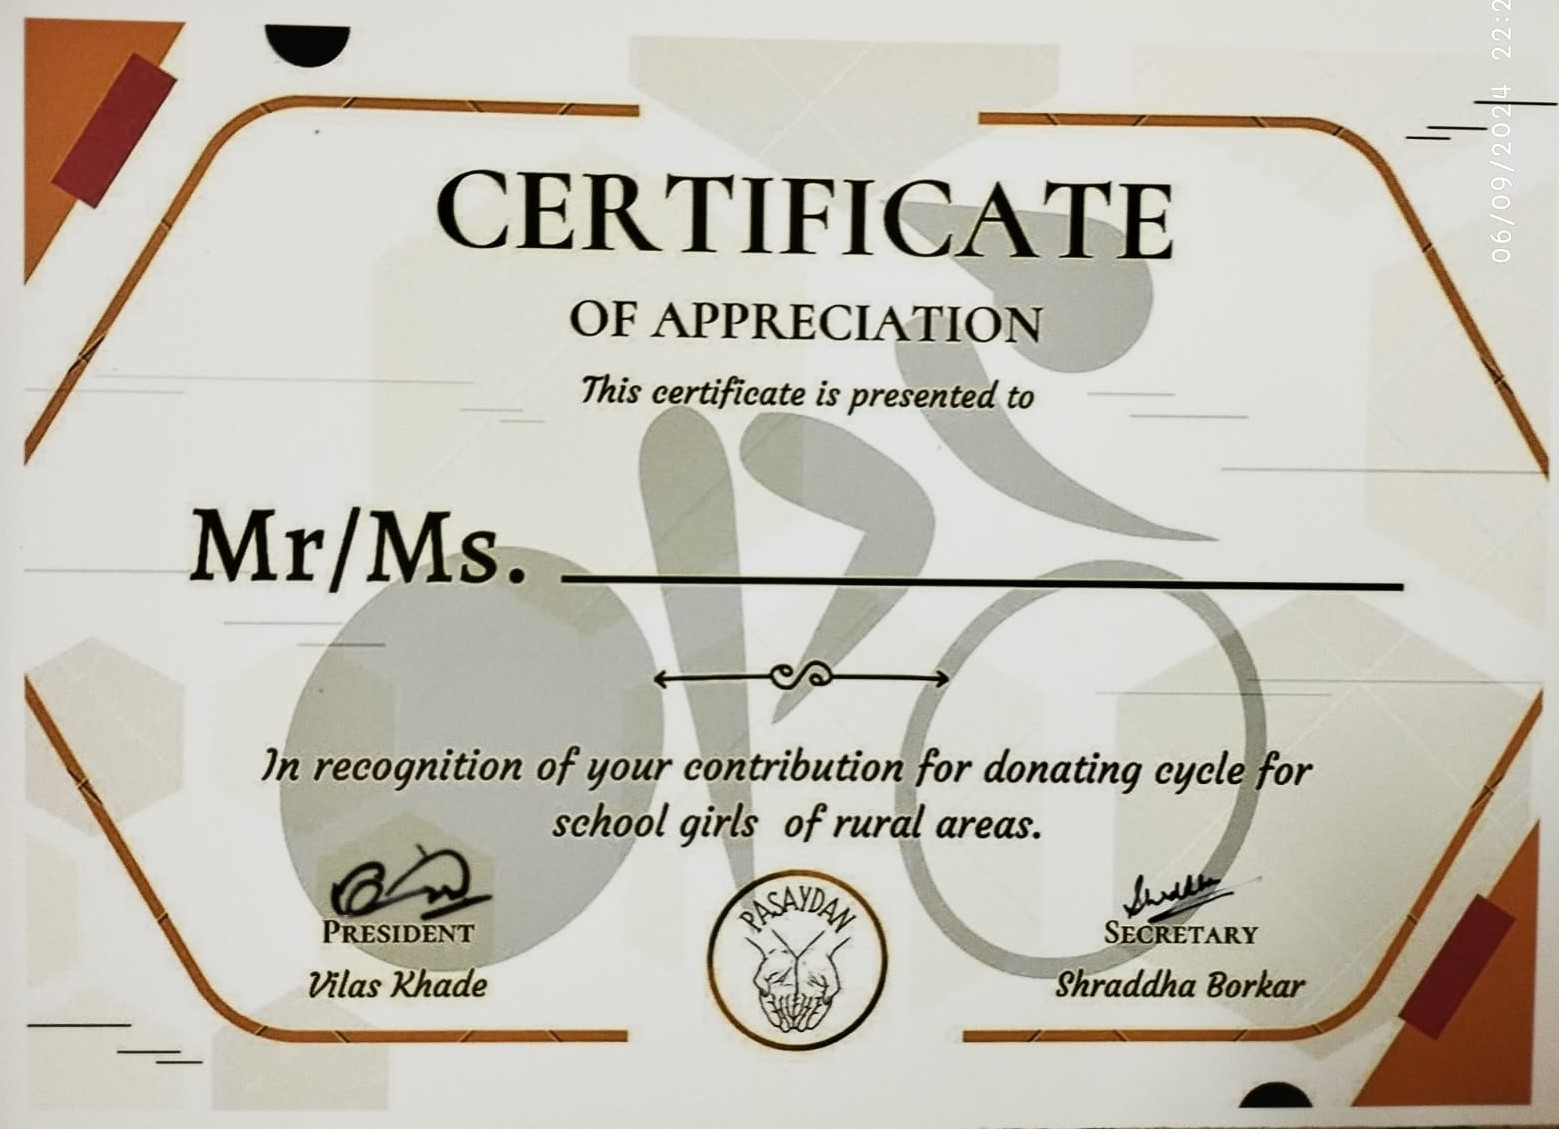 CERTIFICATE
OF APPRECIATION
This certificate is presented to
Mr/Ms.
In recognition of your contribution for donating cycle for
school girls of rural areas.
PASAYDAN
Shraddha
PRESIDENT
SECRETARY
Vilas Khade
Shraddha Borkar
06/09/2024 22:2